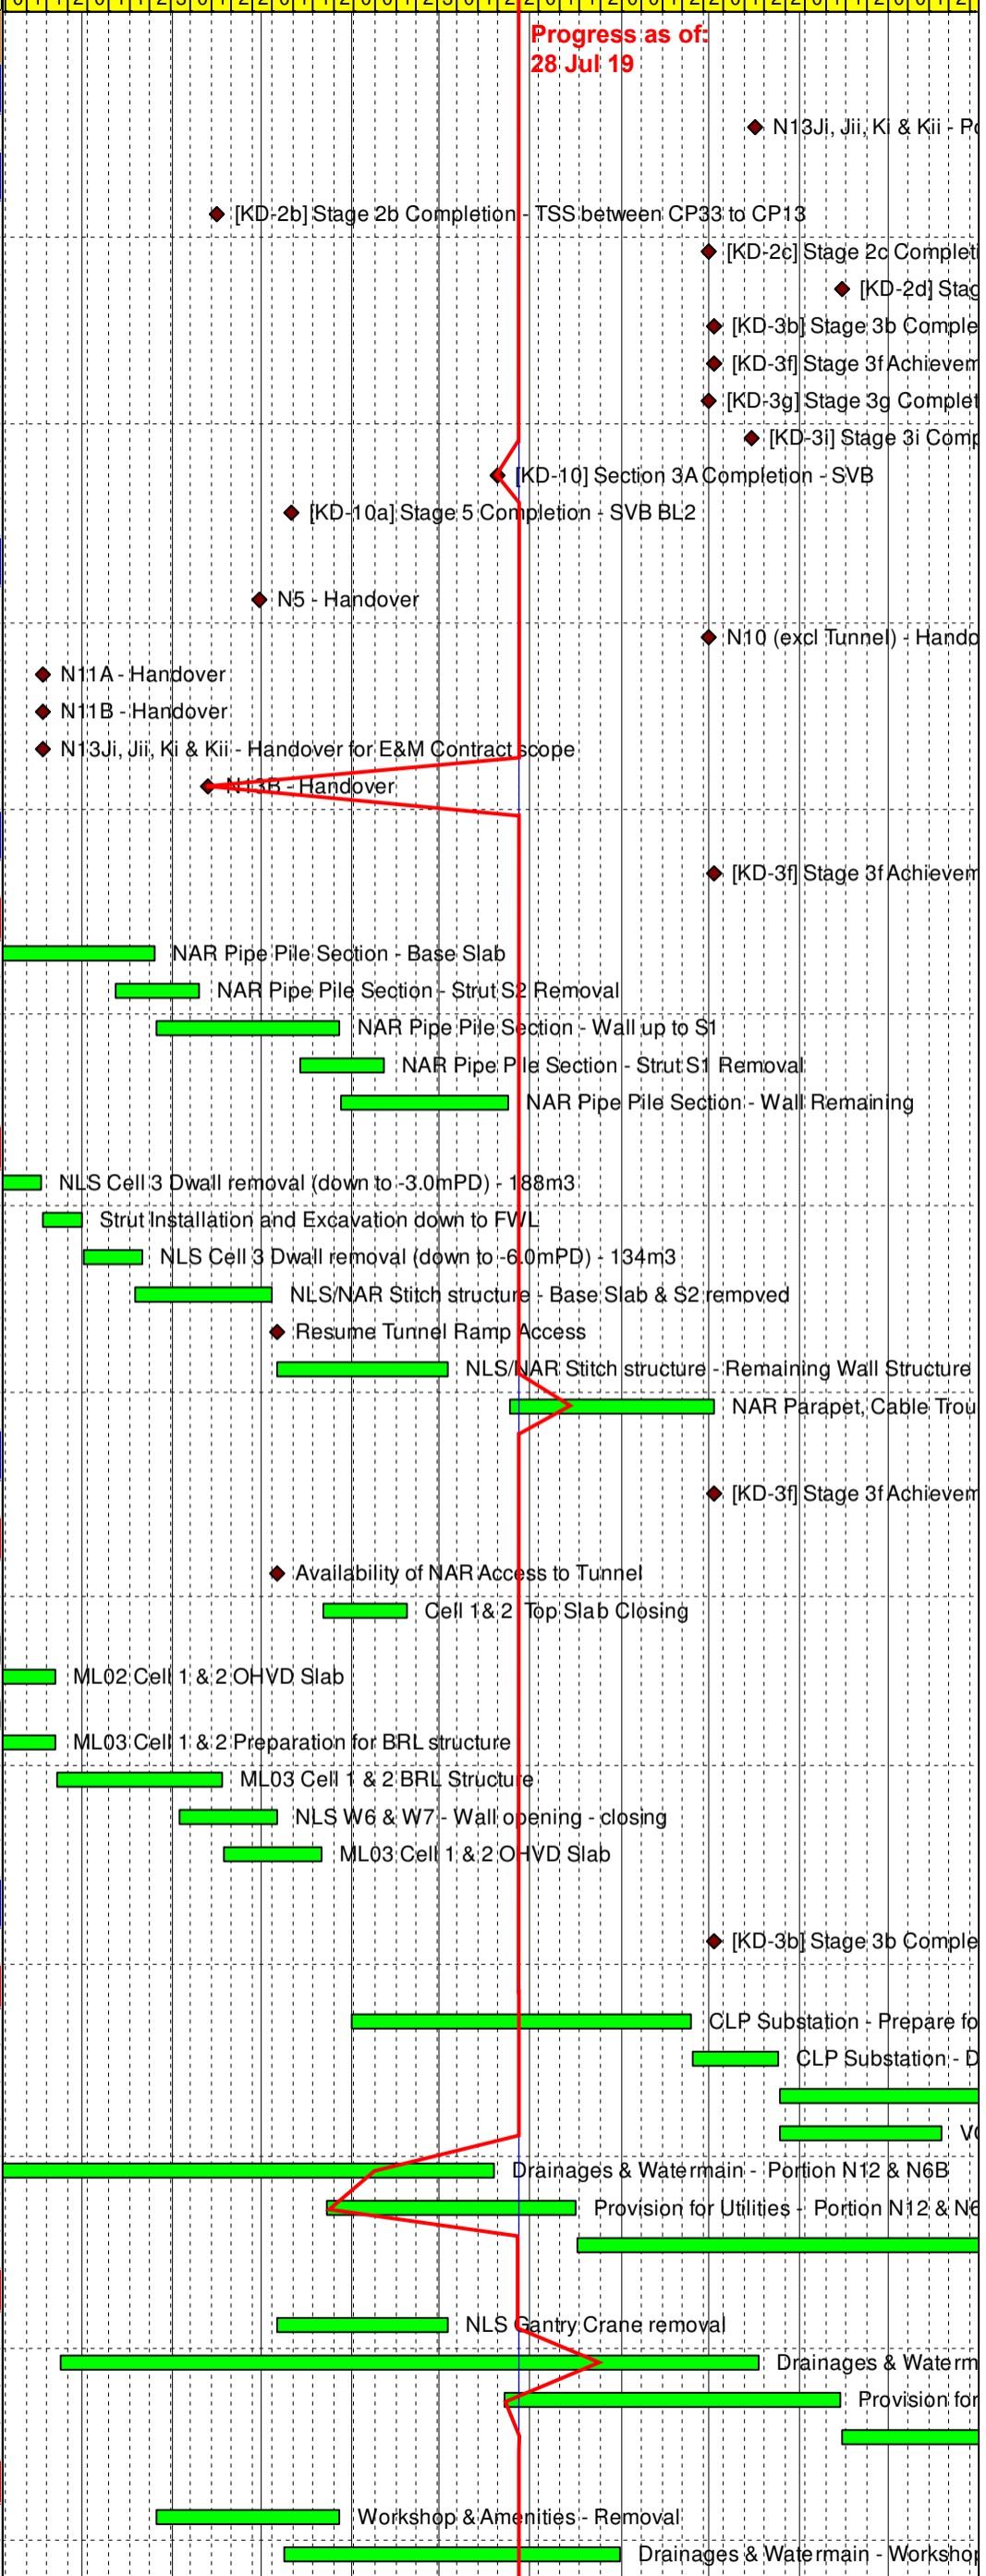 Progress as of:
28 Jul 19
N13Ji, Jii, Ki & Kii - Po
[KD-2b] Stage 2b Completion - TSS between CP33 to CP13
[KD-2c] Stage 2c Completi
[KD-2d] Stag
[KD-3b] Stage 3b Comple
[KD-3f] Stage 3f Achievem
[KD-3g] Stage 3g Complet
[KD-3i] Stage 3i Comp
[KD-10] Section 3A Completion - SVB
[KD-10a] Stage 5 Completion - SVB BL2
N5 - Handover
N10 (excl Tunnel) - Hando
N11A - Handover
N11B - Handover
N13Ji, Jii, Ki & Kii - Handover for E&M Contract scope
N13B - Handover
[KD-3f] Stage 3f Achievem
NAR Pipe Pile Section - Base Slab
NAR Pipe Pile Section - Strut S2 Removal
NAR Pipe Pile Section - Wall up to S1
NAR Pipe Pile Section - Strut S1 Removal
NAR Pipe Pile Section - Wall Remaining
NLS Cell 3 Dwall removal (down to -3.0mPD) - 188m3
Strut Installation and Excavation down to FWL
NLS Cell 3 Dwall removal (down to -6.0mPD) - 134m3
NLS/NAR Stitch structure - Base Slab & S2 removed
Resume Tunnel Ramp Access
NLS/NAR Stitch structure - Remaining Wall Structure
NAR Parapet, Cable Trou
[KD-3f] Stage 3f Achievem
Availability of NAR Access to Tunnel
Cell 1& 2 Top Slab Closing
ML02 Cell 1 & 2 OHVD Slab
ML03 Cell 1 & 2 Preparation for BRL structure
ML03 Cell 1 & 2 BRL Structure
NLS W6 & W7 - Wall opening - closing
ML03 Cell 1 & 2 OHVD Slab
[KD-3b] Stage 3b Comple
CLP Substation - Prepare fo
CLP Substation - D
Drainages & Watermain - Portion N12 & N6B
Provision for Utilities - Portion N12 & N6
NLS Gantry Crane removal
Drainages & Waterm
Provision for
Workshop & Amenities - Removal
Drainages & Watermain - Workshop